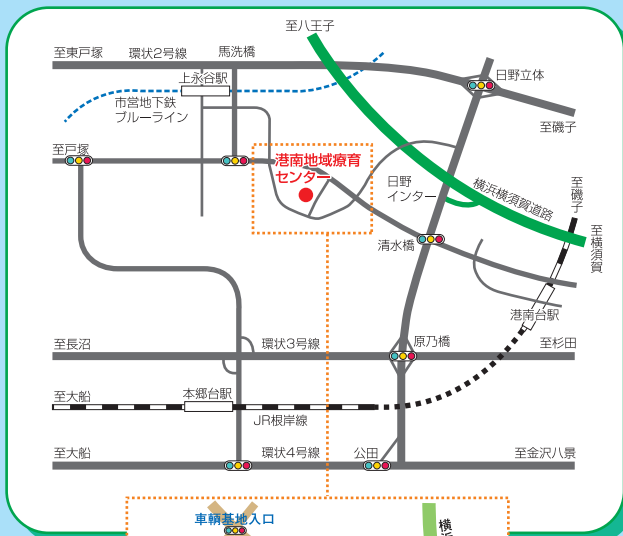 至八王子
至東戸塚
環状2号線
馬洗橋
日野立体
上永谷駅
市営地下鉄
ブルーライン
至磯子
至戸塚
港南地域療育
センター
日野
インター
横浜横須賀道路
至磯子
至横須賀
清水橋
港南台駅
至長沼
環状3号線
原乃橋
至杉田
至大船
本郷台駅
JR根岸線
至大船
環状4号線
公田
至金沢八景
車輌基地入口
横